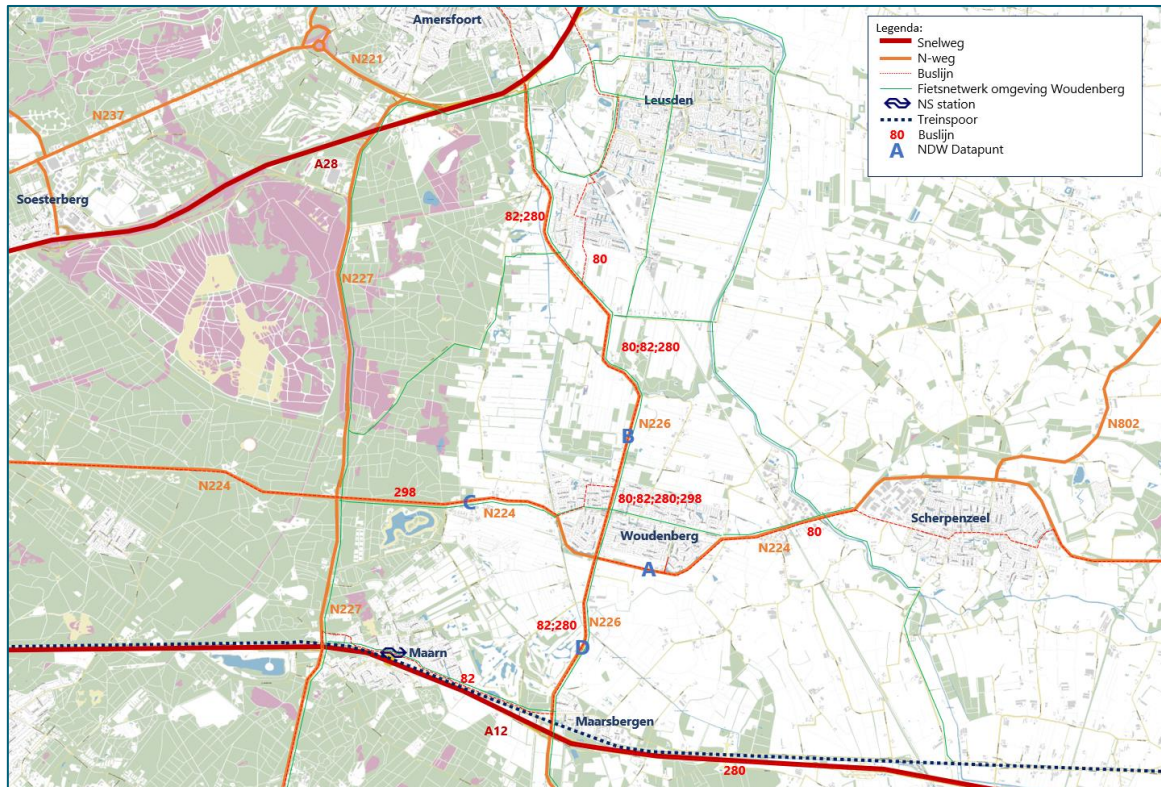 Amersfoort
Legenda:
Snelweg
N-weg
Buslijn
Fietsnetwerk omgeving Woudenberg
NS station
Treinspoor
80 Buslijn
A NDW Datapunt
N221
N237
Leusden
A28
Soesterberg
82;280
80
N227
80;82;280
N226
B
N802
N224
298
C
N224
80;82;280;298
Woudenberg
Scherpenzeel
80
N224
A
N227
82;280
N226
D
Maarn
82
Maarsbergen
A12
280